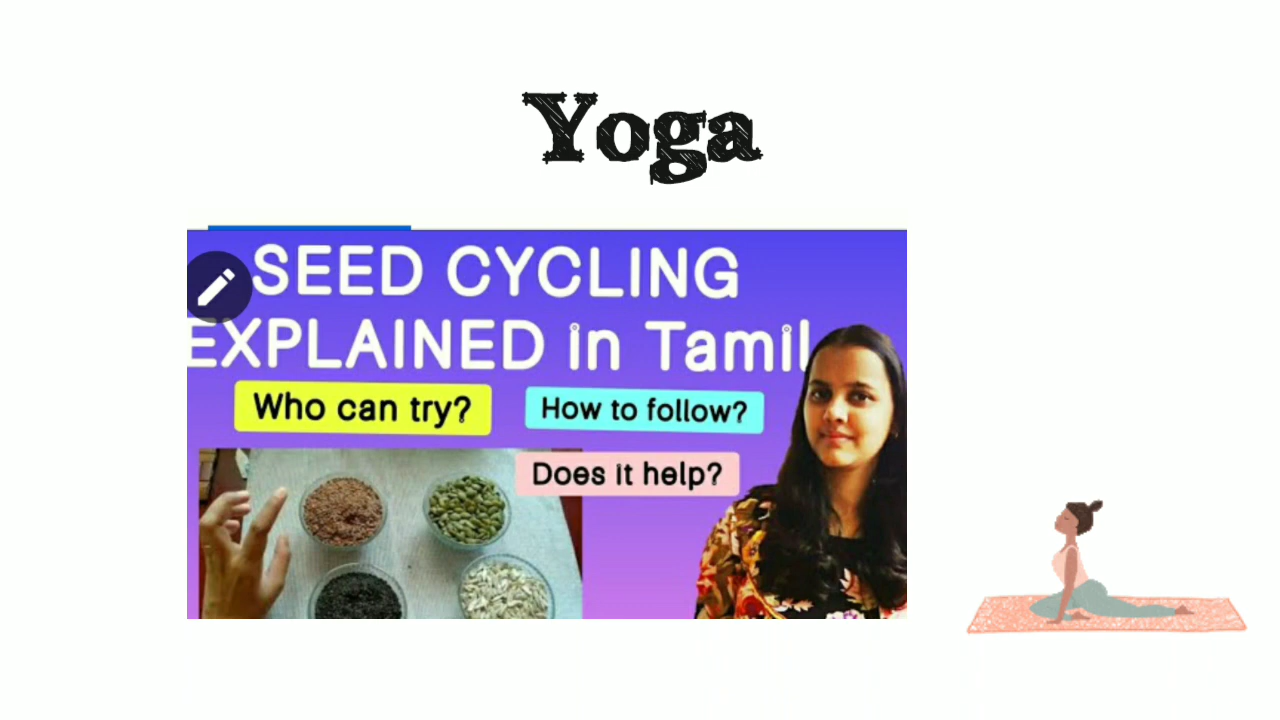 Yoga
SEED CYCLING
EXPLAINED in Tamil
Who can try?
How to follow?
Does it help?